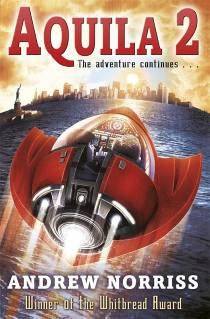 AQUILA 2
The adventure continues . . .
ANDREW NORRISS
Winner of the Whitbread Award